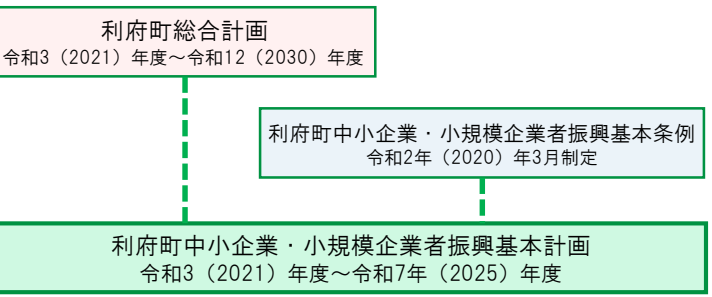 利府町総合計画
令和3（2021）年度～令和12（2030）年度
利府町中小企業・小規模企業者振興基本条例
令和2年（2020）年3月制定
利府町中小企業・小規模企業者振興基本計画
令和3（2021）年度～令和7年（2025）年度